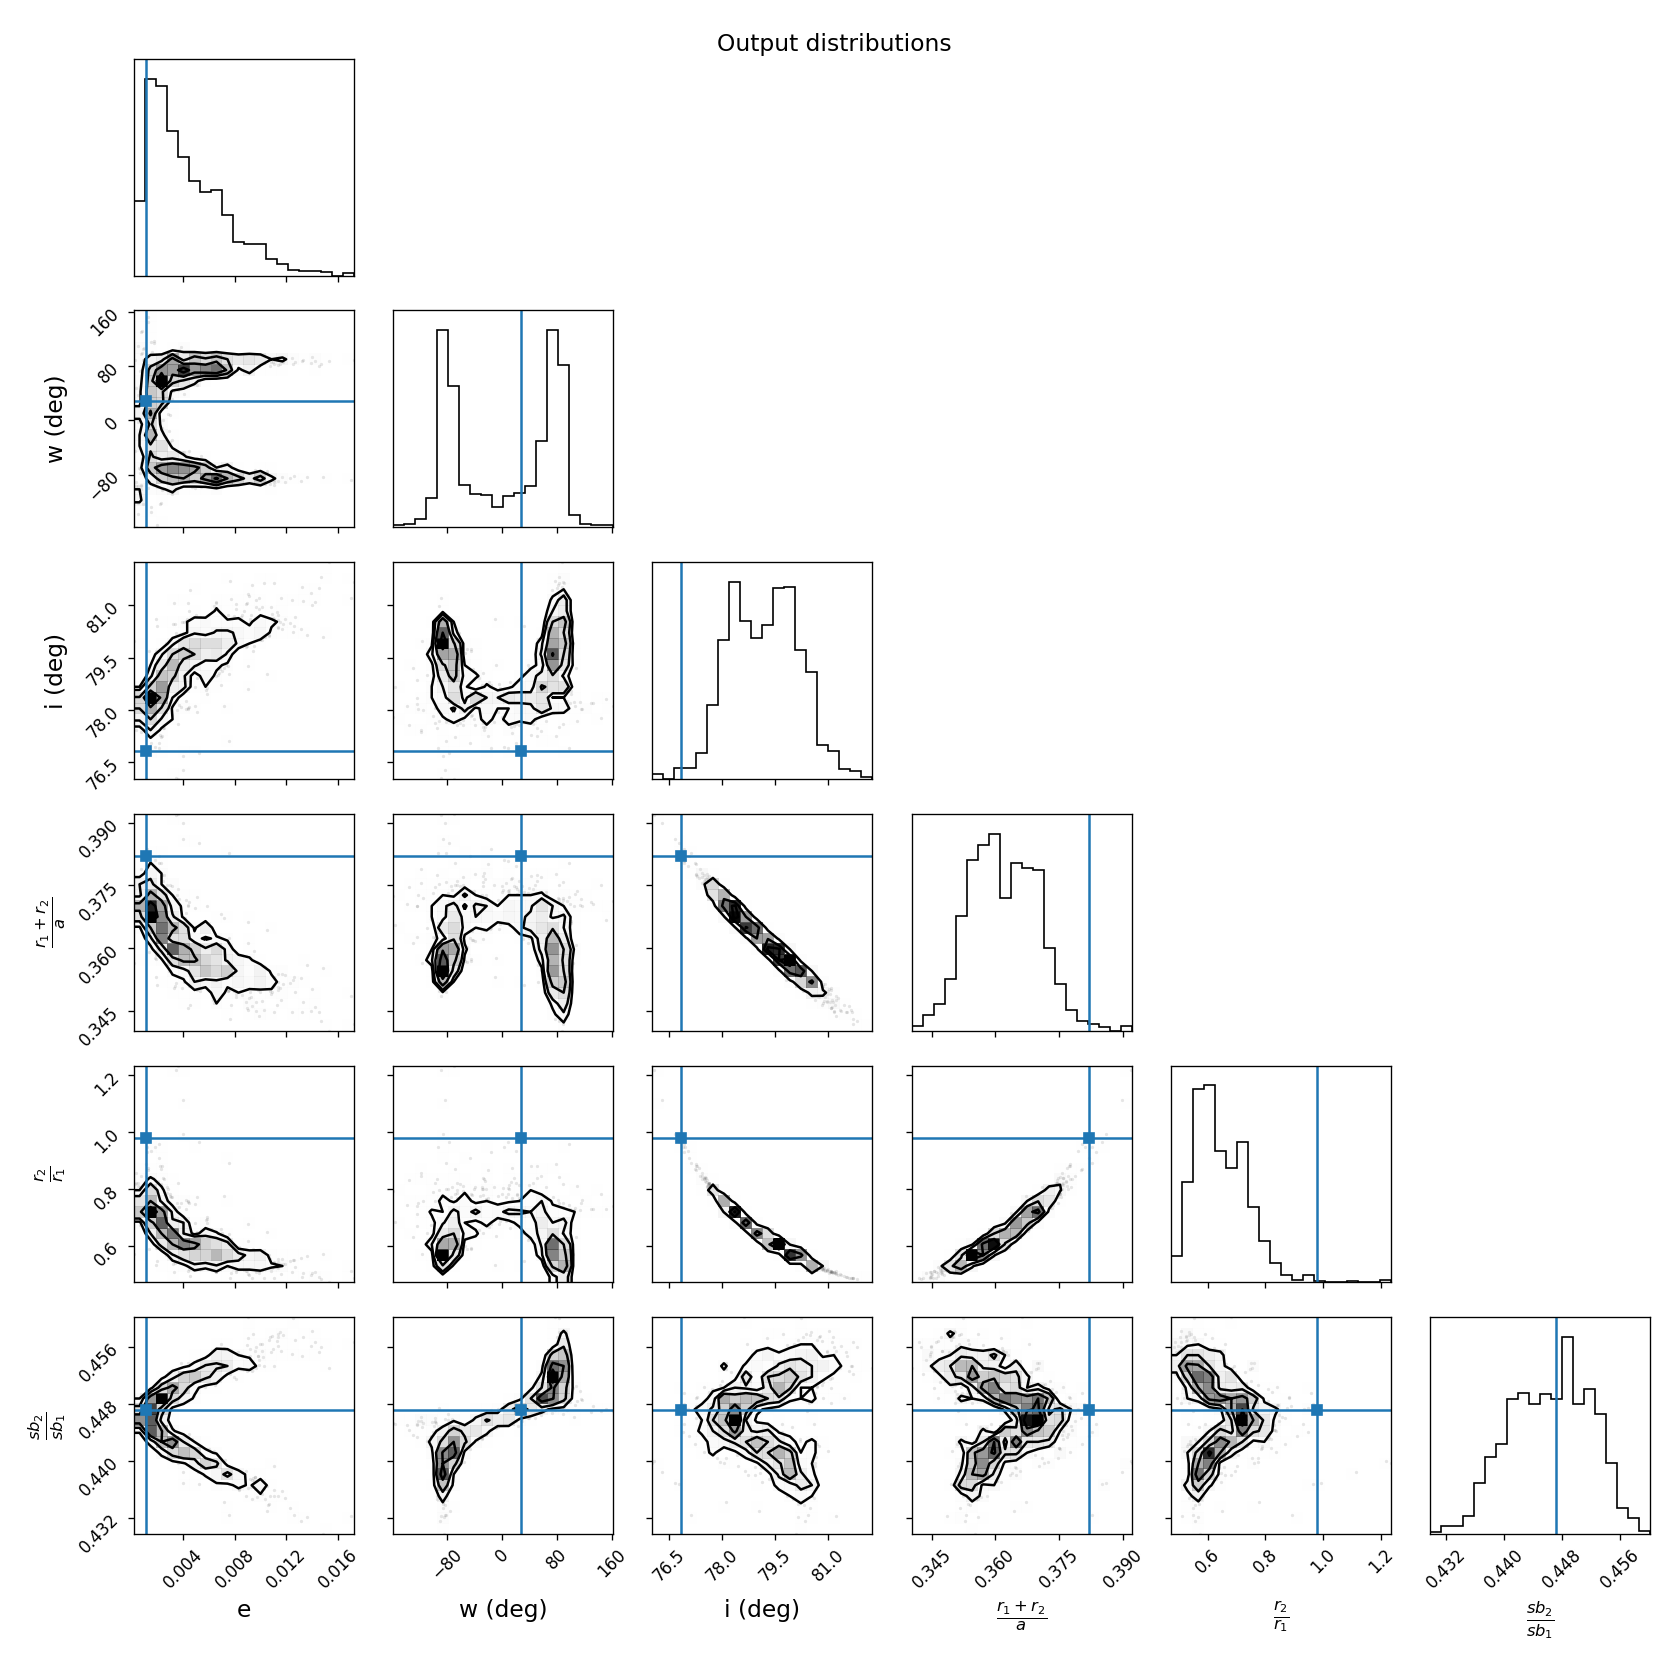 Output distributions
160
80
0
−80
w (deg)
81.0
79.5
78.0
76.5
i (deg)
0.390
0.375
0.360
0.345
r₁ + r₂
a
1.2
1.0
0.8
0.6
r₂
r₁
0.456
0.448
0.440
0.432
sb₂
sb₁
0.004 0.008 0.012 0.016
−80 0 80 160
76.5 78.0 79.5 81.0
0.345 0.360 0.375 0.390
0.6 0.8 1.0 1.2
0.432 0.440 0.448 0.456
e
w (deg)
i (deg)
r₁ + r₂
a
r₂
r₁
sb₂
sb₁